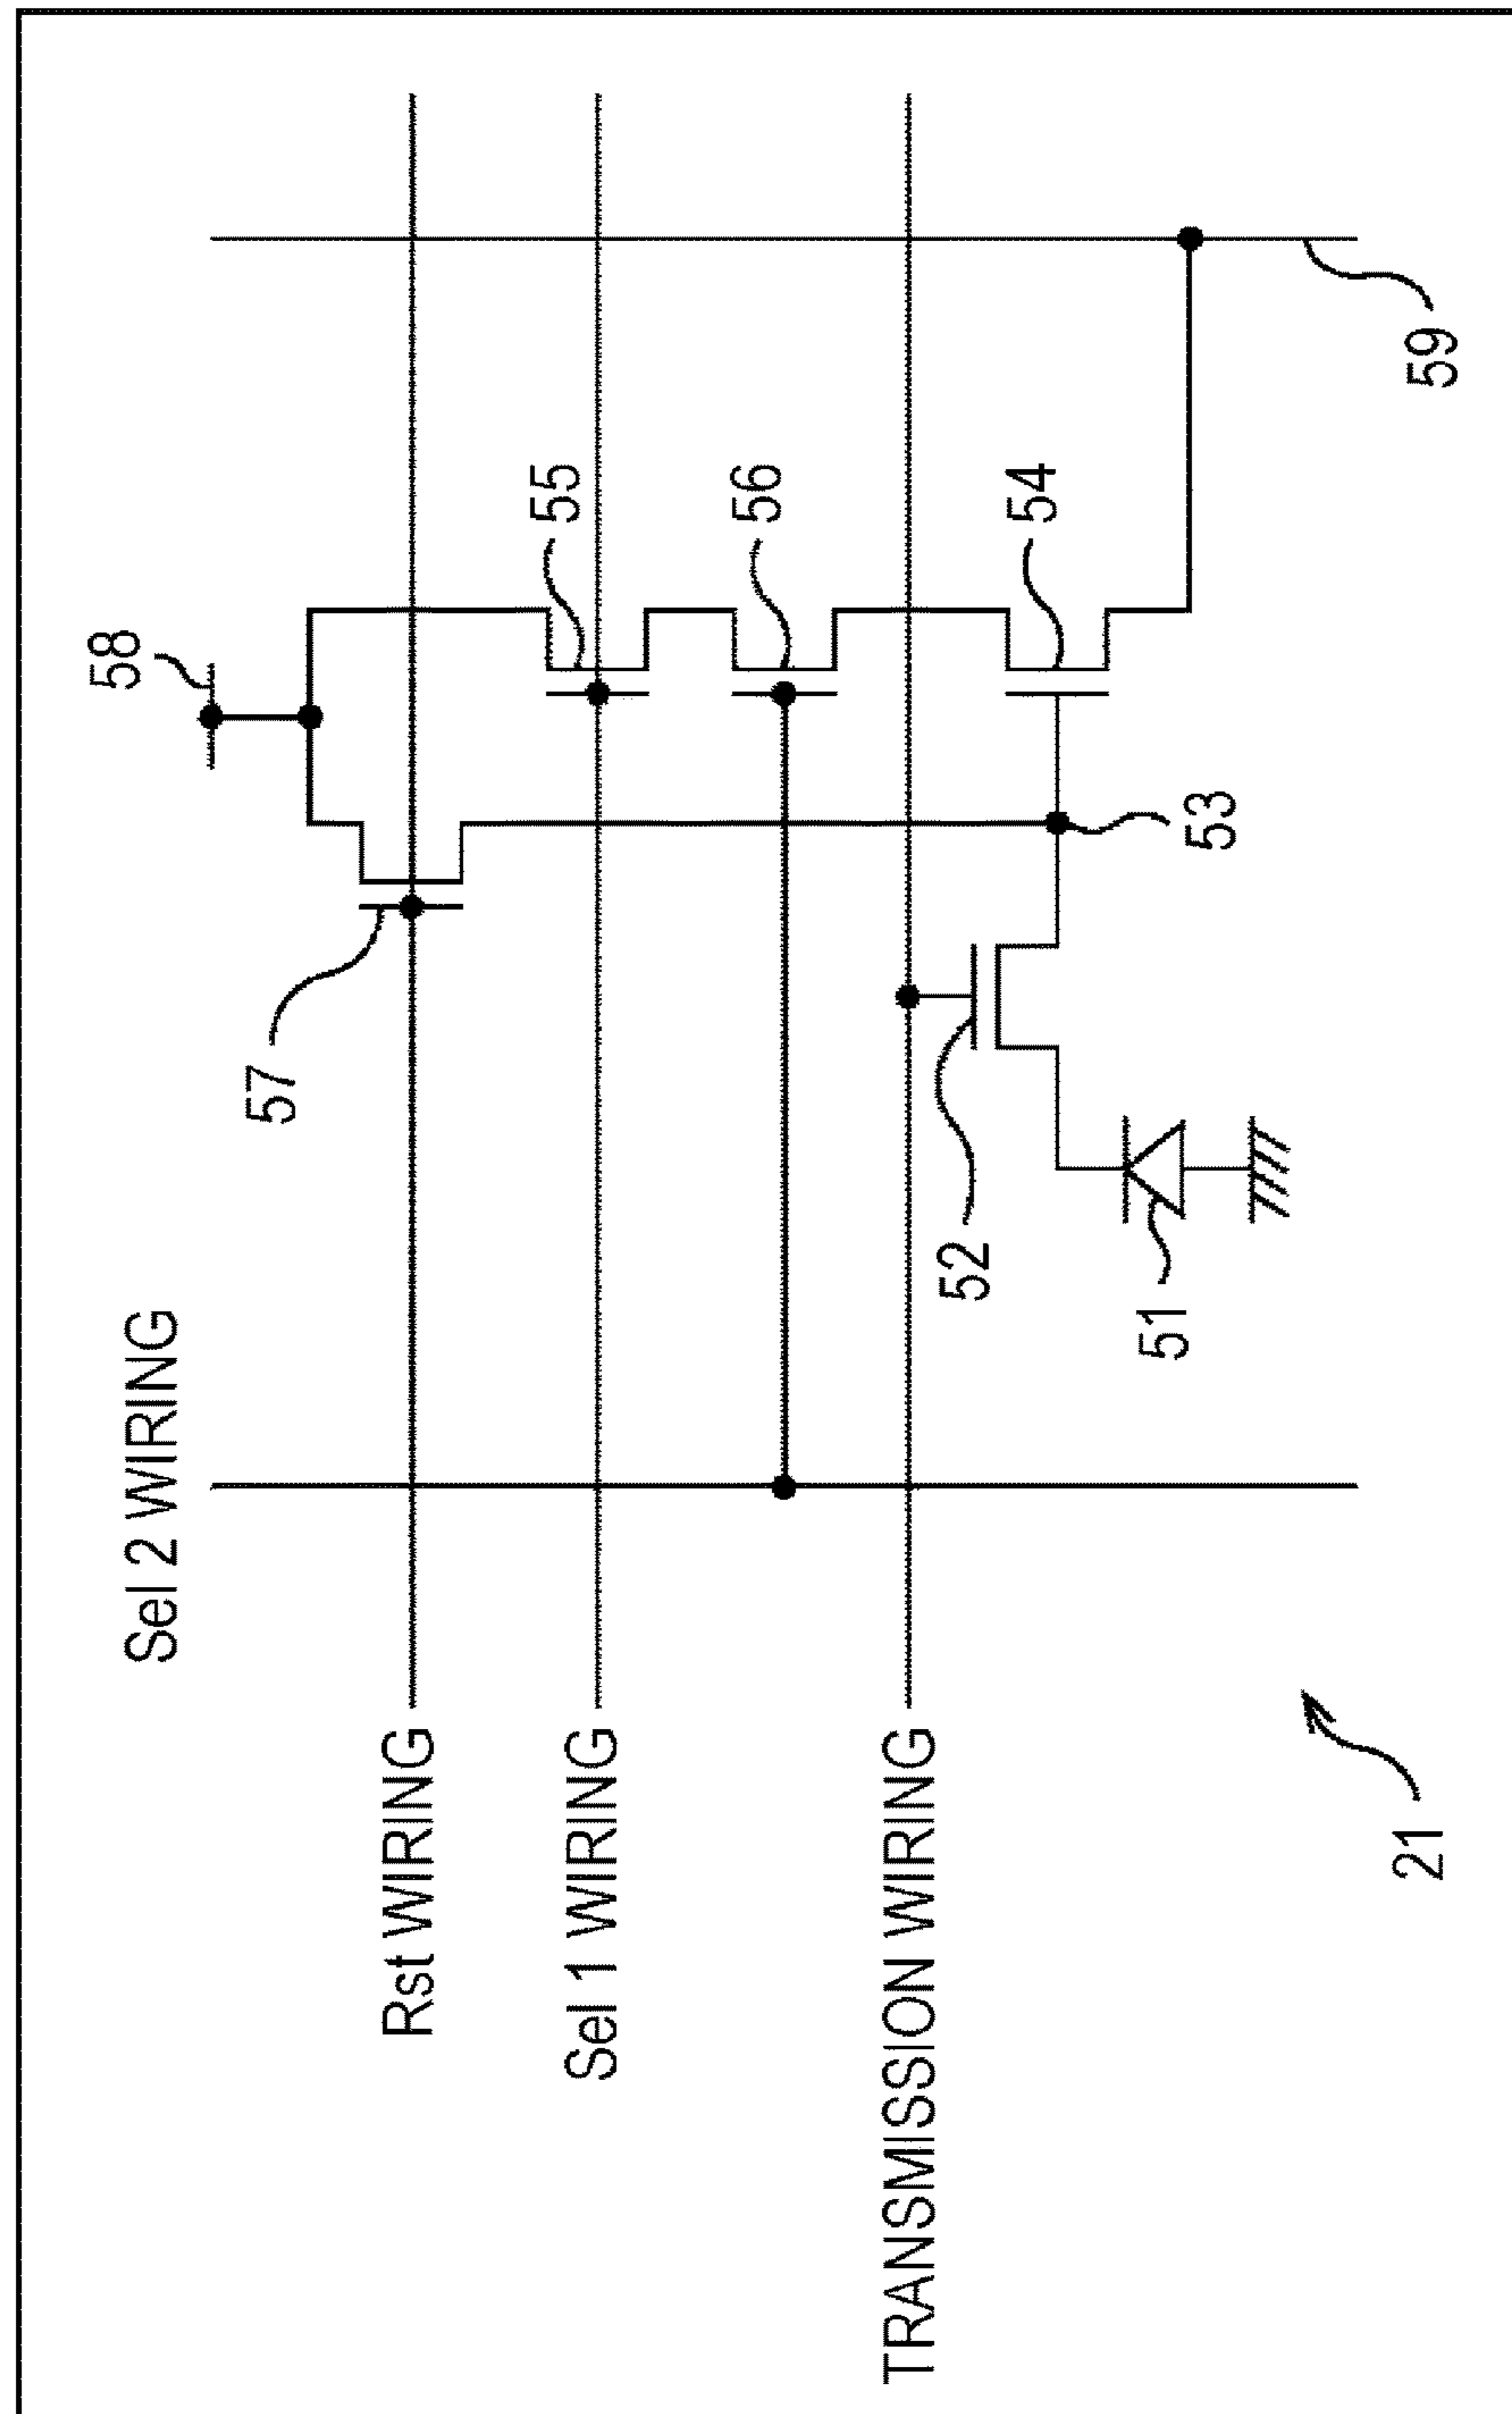 Sel 2 WIRING
58
57
55
56
54
53
52
51
59
Rst WIRING
Sel 1 WIRING
TRANSMISSION WIRING
21